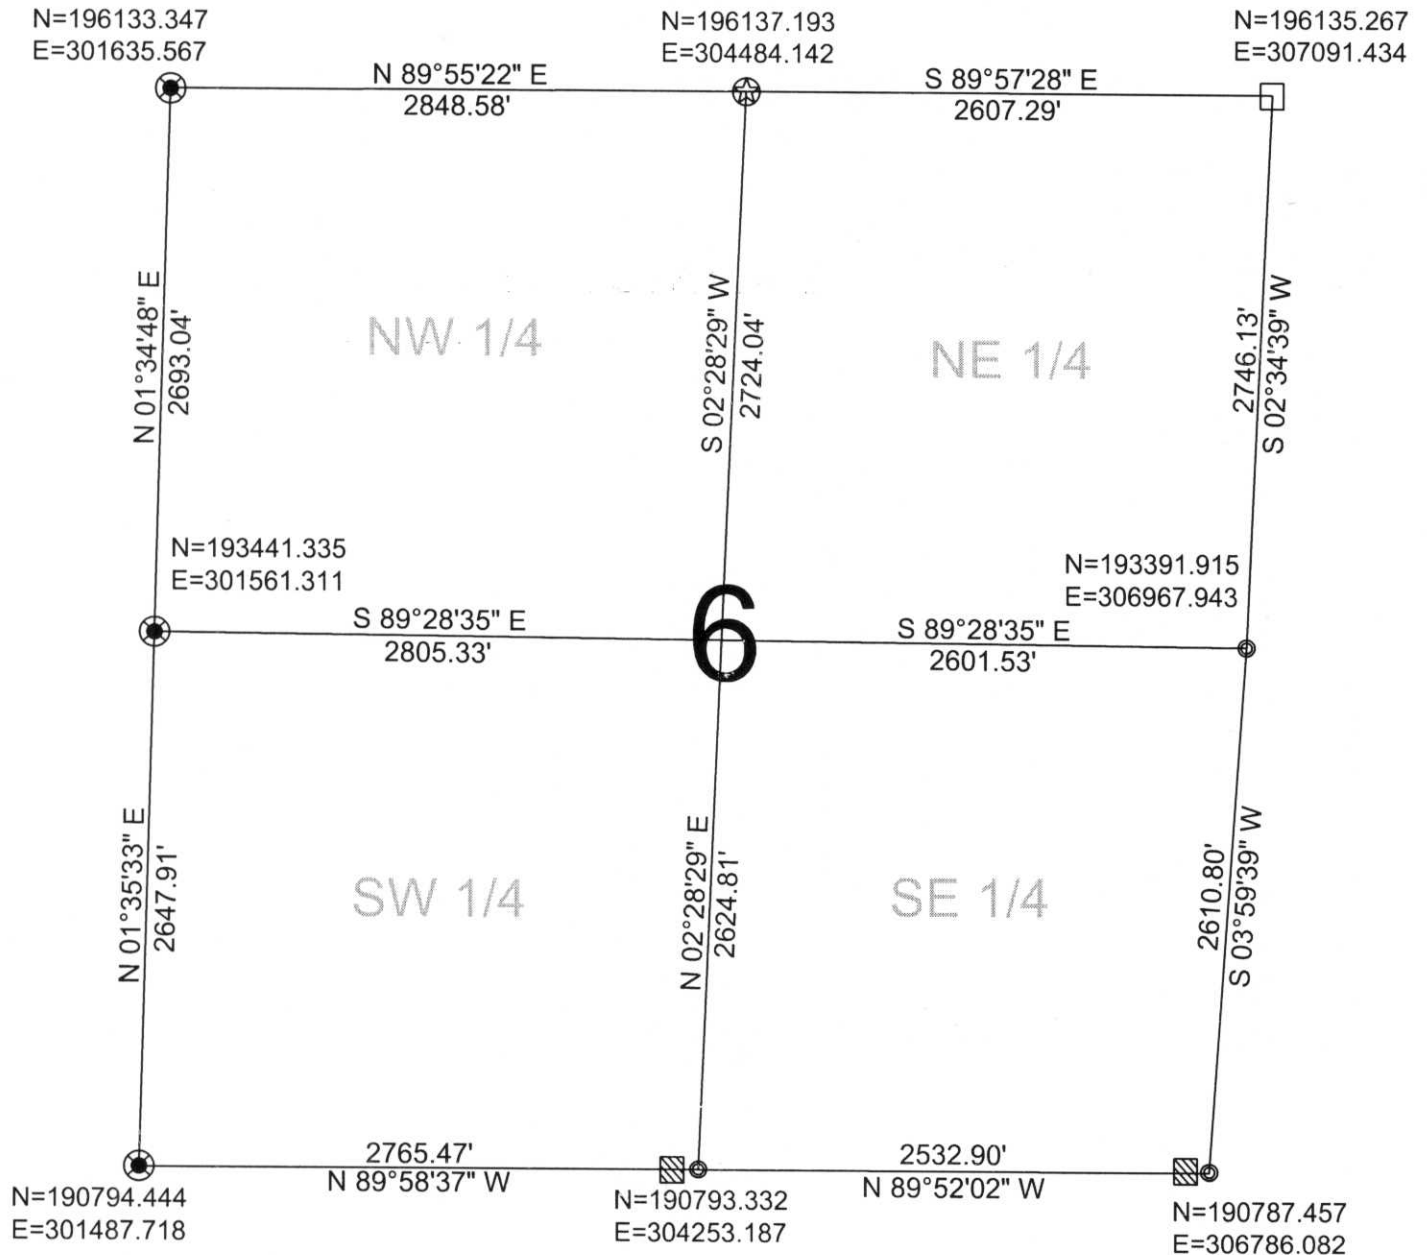 N=196133.347
E=301635.567
N=196137.193
E=304484.142
N=196135.267
E=307091.434
N 89°55'22" E
2848.58'
S 89°57'28" E
2607.29'
N 01°34'48" E
2693.04'
NW 1/4
S 02°28'29" W
2724.04'
NE 1/4
2746.13'
S 02°34'39" W
N=193441.335
E=301561.311
N=193391.915
E=306967.943
S 89°28'35" E
2805.33'
6
S 89°28'35" E
2601.53'
N 01°35'33" E
2647.91'
SW 1/4
N 02°28'29" E
2624.81'
SE 1/4
2610.80'
S 03°59'39" W
2765.47'
N 89°58'37" W
2532.90'
N 89°52'02" W
N=190794.444
E=301487.718
N=190793.332
E=304253.187
N=190787.457
E=306786.082